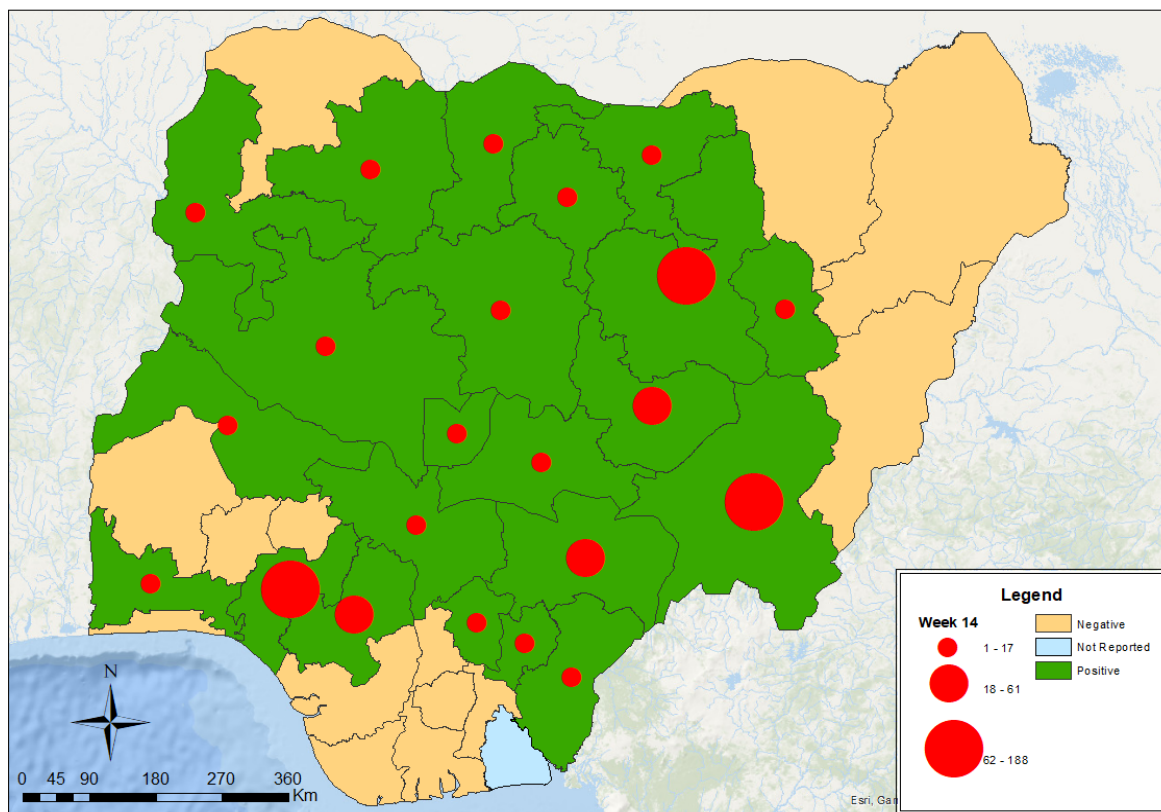 Legend
Week 14
1 - 17
18 - 61
62 - 188
Negative
Not Reported
Positive
N
0 45 90 180 270 360
Km
Esri, Gar